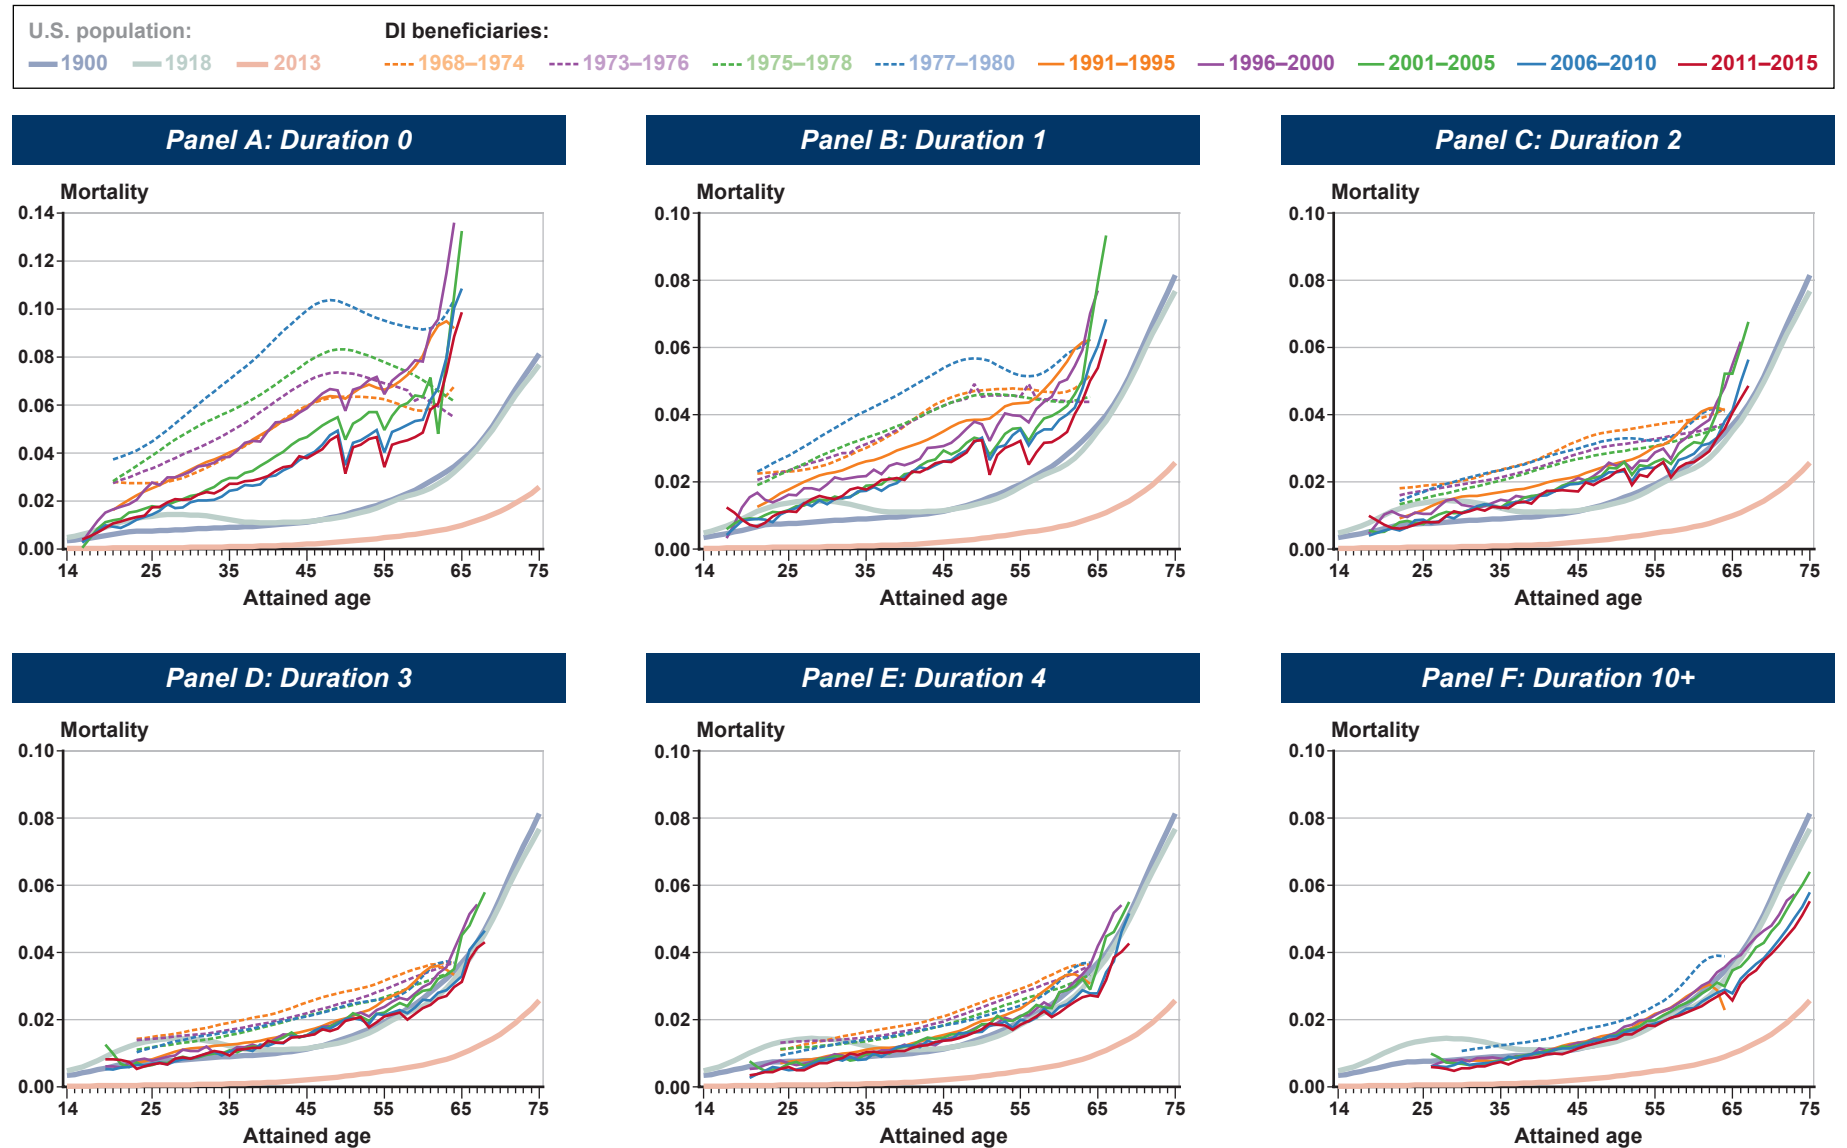 U.S. population: DI beneficiaries:
1900 1918 2013 1968–1974 1973–1976 1975–1978 1977–1980 1991–1995 1996–2000 2001–2005 2006–2010 2011–2015
Panel A: Duration 0
Mortality
0.14
0.12
0.10
0.08
0.06
0.04
0.02
0.00
14 25 35 45 55 65 75
Attained age
Panel B: Duration 1
Mortality
0.10
0.08
0.06
0.04
0.02
0.00
14 25 35 45 55 65 75
Attained age
Panel C: Duration 2
Mortality
0.10
0.08
0.06
0.04
0.02
0.00
14 25 35 45 55 65 75
Attained age
Panel D: Duration 3
Mortality
0.10
0.08
0.06
0.04
0.02
0.00
14 25 35 45 55 65 75
Attained age
Panel E: Duration 4
Mortality
0.10
0.08
0.06
0.04
0.02
0.00
14 25 35 45 55 65 75
Attained age
Panel F: Duration 10+
Mortality
0.10
0.08
0.06
0.04
0.02
0.00
14 25 35 45 55 65 75
Attained age